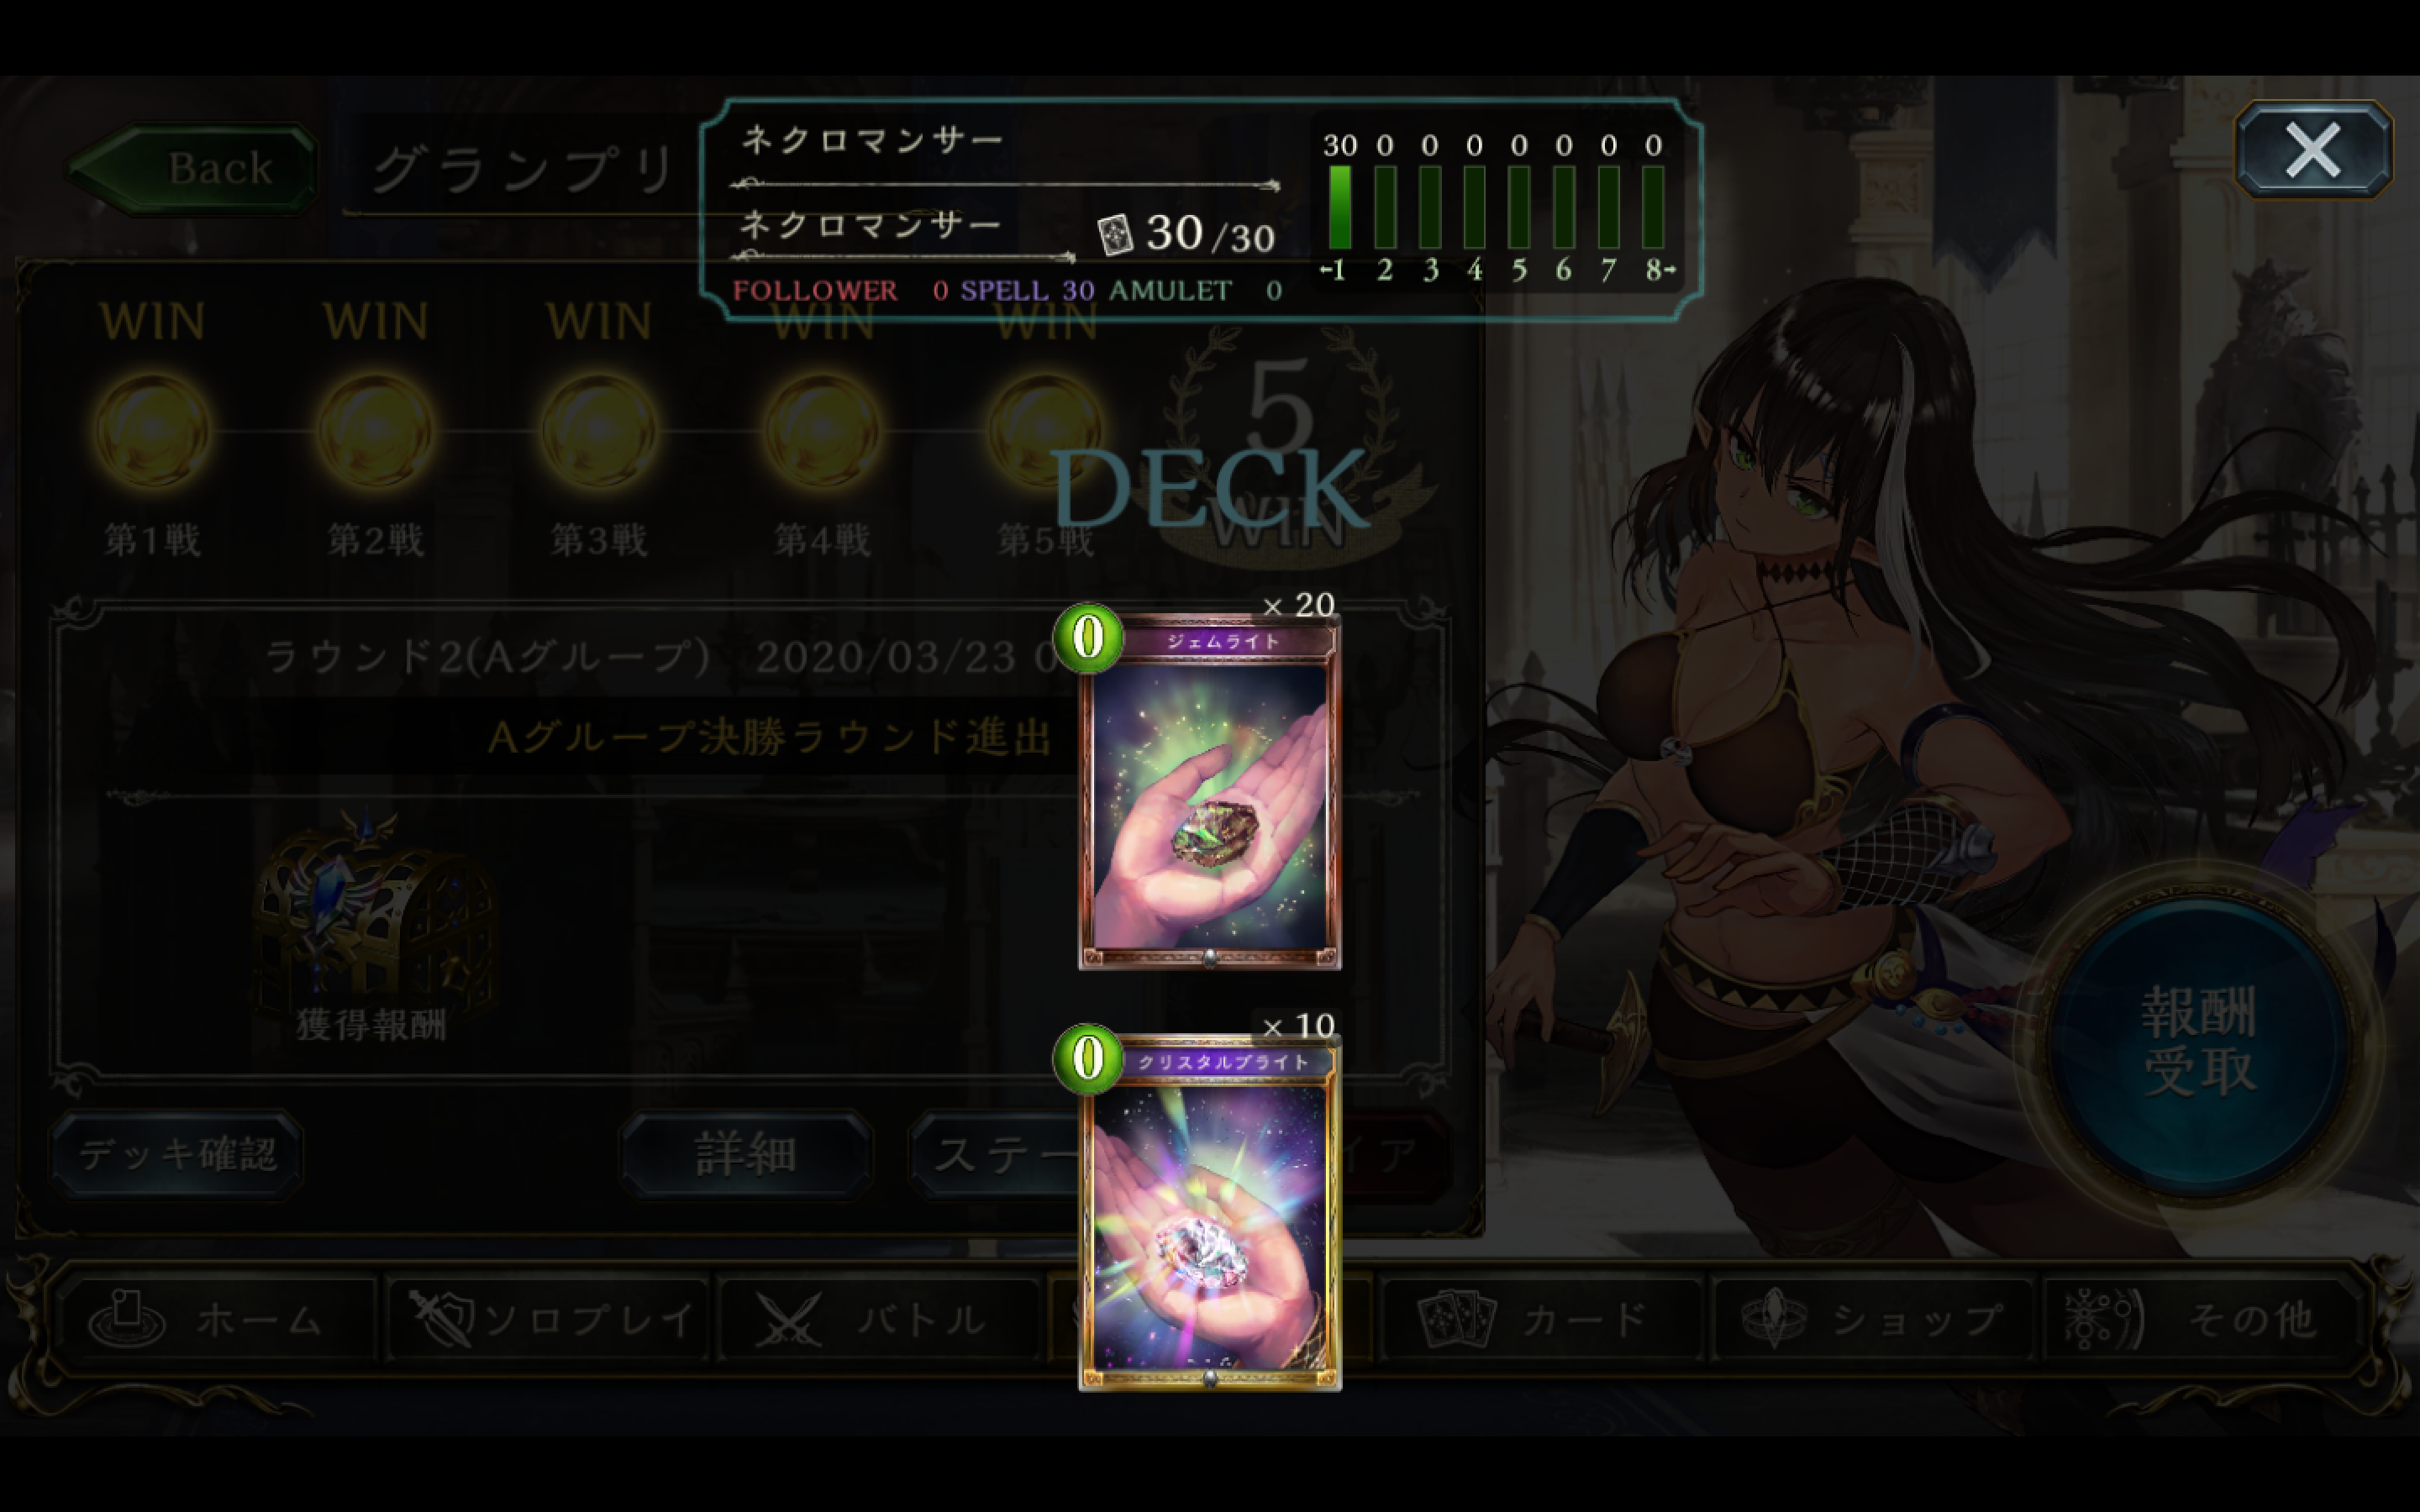 Back
グランプリ
ネクロマンサー
ネクロマンサー
30/30
FOLLOWER 0 SPELL 30 AMULET 0
30 0 0 0 0 0 0 0
←1 2 3 4 5 6 7 8→
WIN WIN WIN WIN WIN
5
WIN
DECK
第1戦 第2戦 第3戦 第4戦 第5戦
ラウンド2(Aグループ) 2020/03/23 0
Aグループ決勝ラウンド進出
× 20
0
ジェムライト
× 10
0
クリスタルブライト
獲得報酬
報酬
受取
デッキ確認
詳細
ステー
イア
ホーム
ソロプレイ
バトル
カード
ショップ
その他